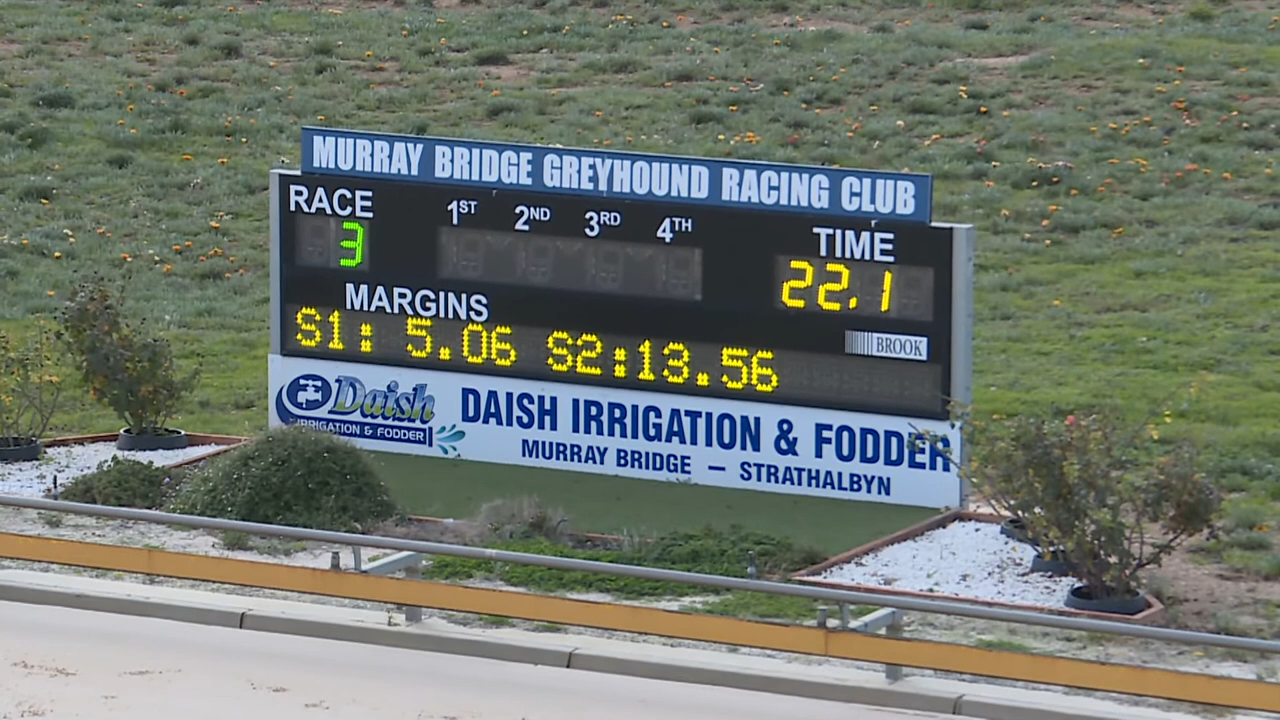 MURRAY BRIDGE GREYHOUND RACING CLUB
RACE 1ST 2ND 3RD 4TH TIME
3 22.1
MARGINS
S1: 5.06 S2:13.56
BROOK
Daish
IRRIGATION & FODDER
DAISH IRRIGATION & FODDER
MURRAY BRIDGE – STRATHALBYN